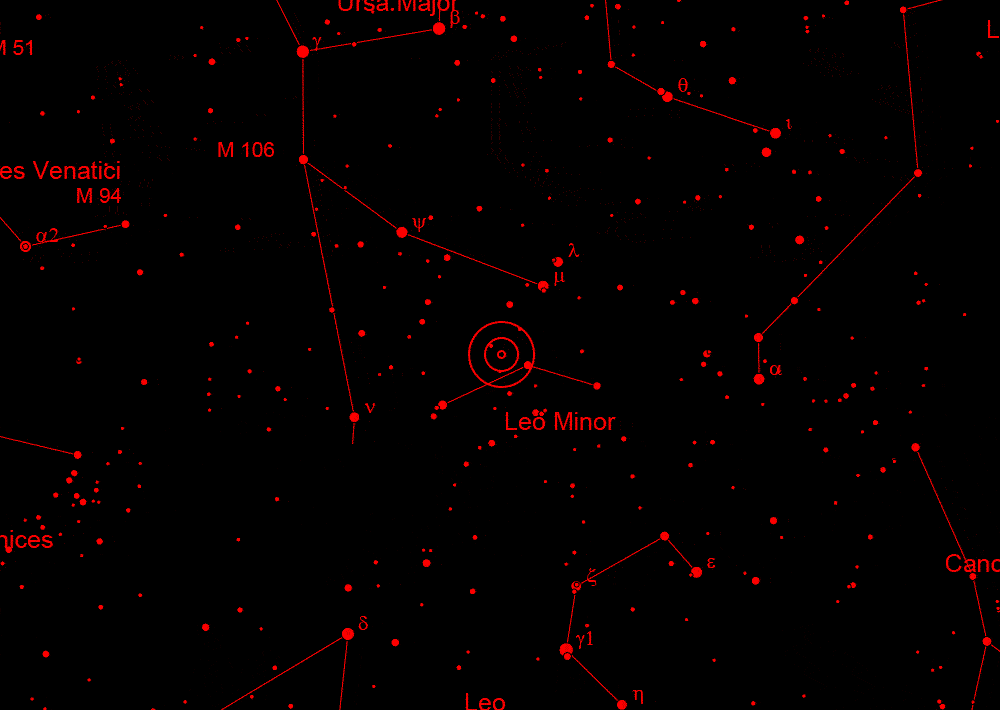 Ursa.Major
β
γ
M 51
L
θ
ι
M 106
es Venatici
M 94
ψ
α2
λ
μ
α
ν
Leo Minor
nices
Canc
ε
ζ
δ
γ1
η
Leo